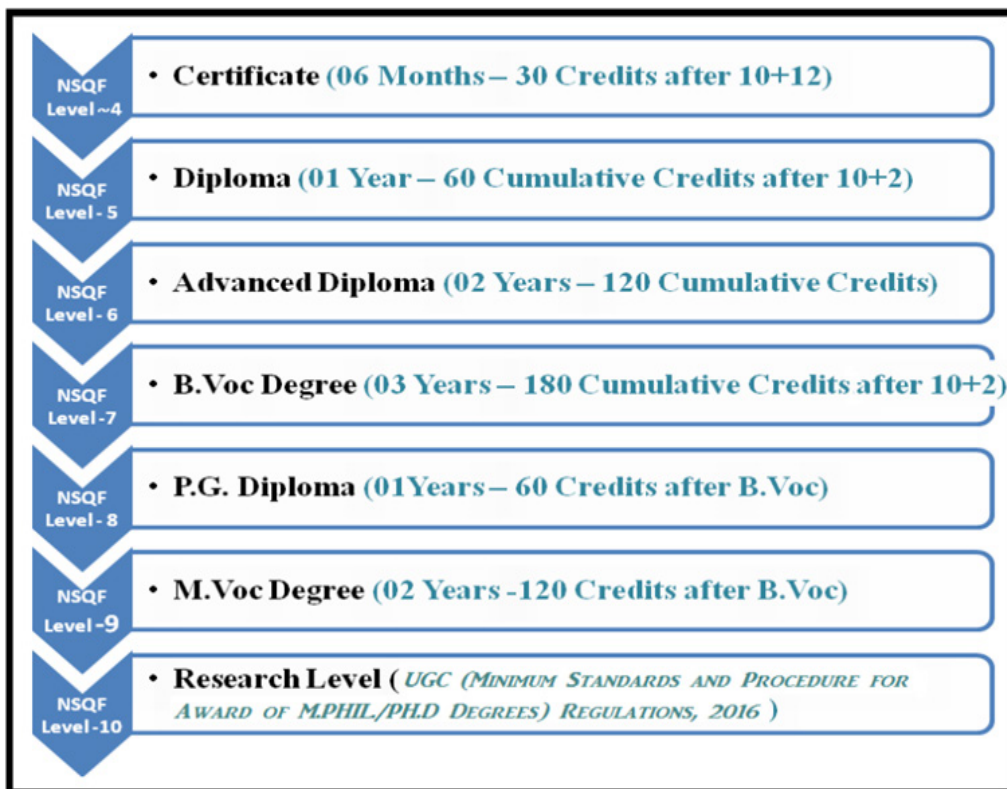 NSQF
Level~4
• Certificate (06 Months – 30 Credits after 10+12)
NSQF
Level- 5
• Diploma (01 Year – 60 Cumulative Credits after 10+2)
NSQF
Level- 6
• Advanced Diploma (02 Years – 120 Cumulative Credits)
NSQF
Level-7
• B.Voc Degree (03 Years – 180 Cumulative Credits after 10+2)
NSQF
Level- 8
• P.G. Diploma (01Years – 60 Credits after B.Voc)
NSQF
Level-9
• M.Voc Degree (02 Years -120 Credits after B.Voc)
NSQF
Level-10
• Research Level ( UGC (MINIMUM STANDARDS AND PROCEDURE FOR
AWARD OF M.PHIL./PH.D DEGREES) REGULATIONS, 2016 )